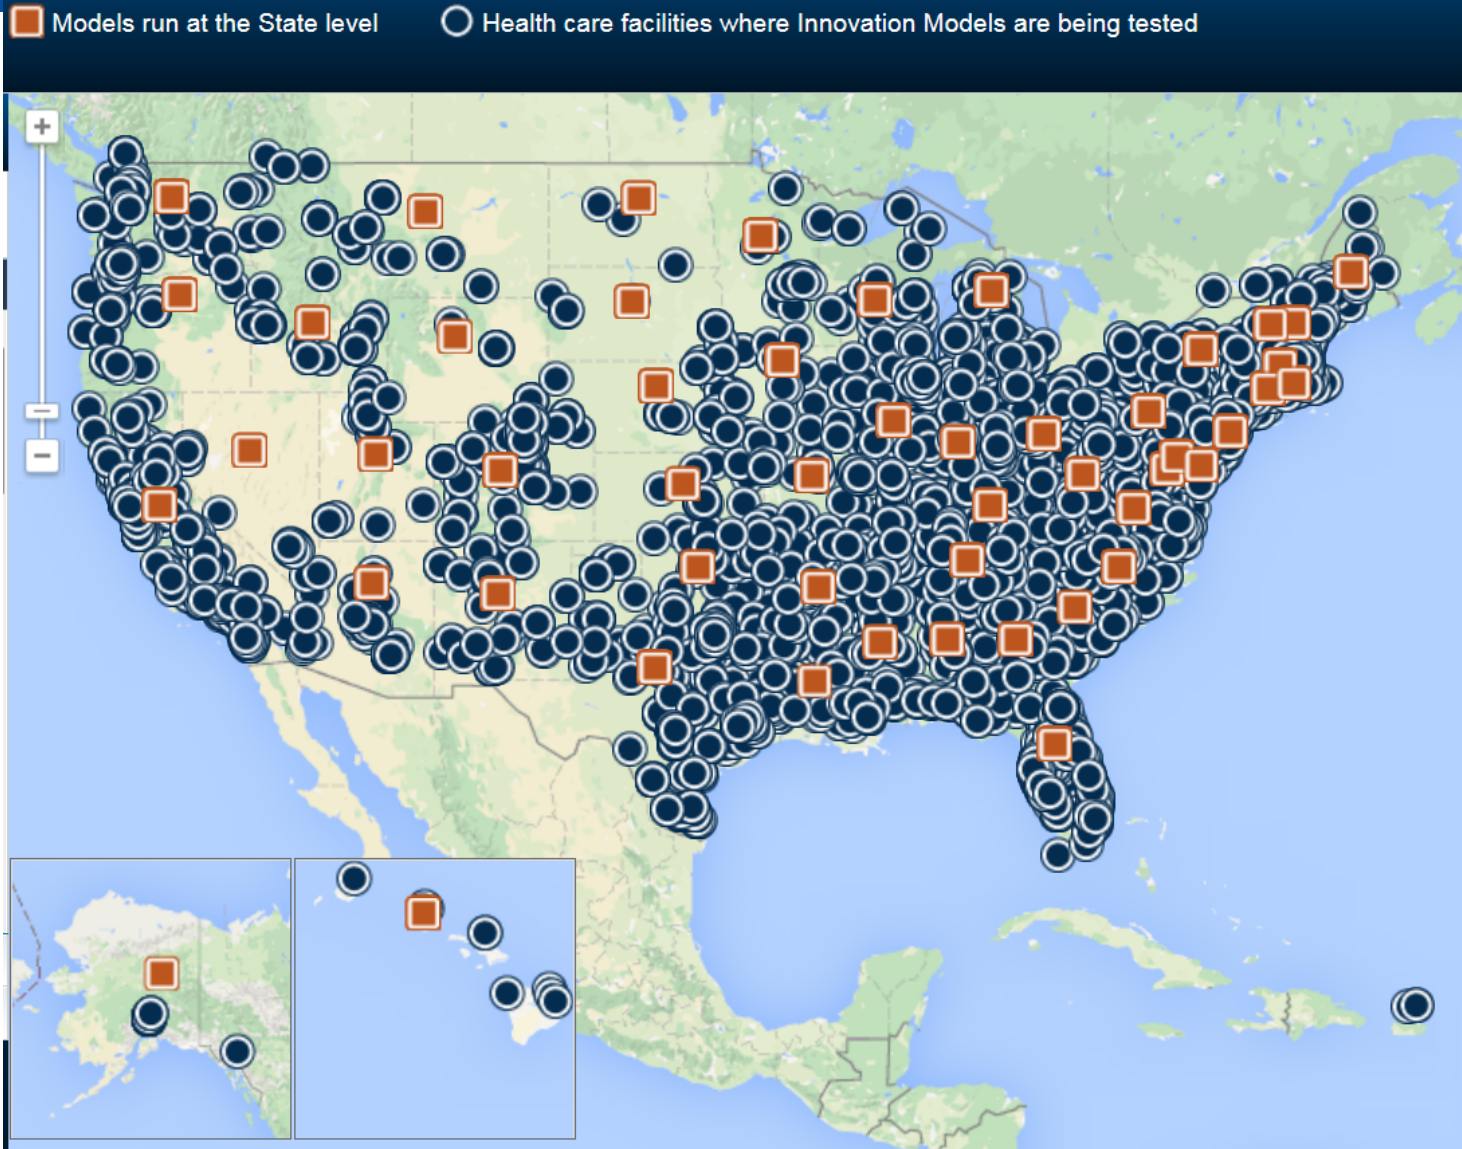 Models run at the State level
Health care facilities where Innovation Models are being tested